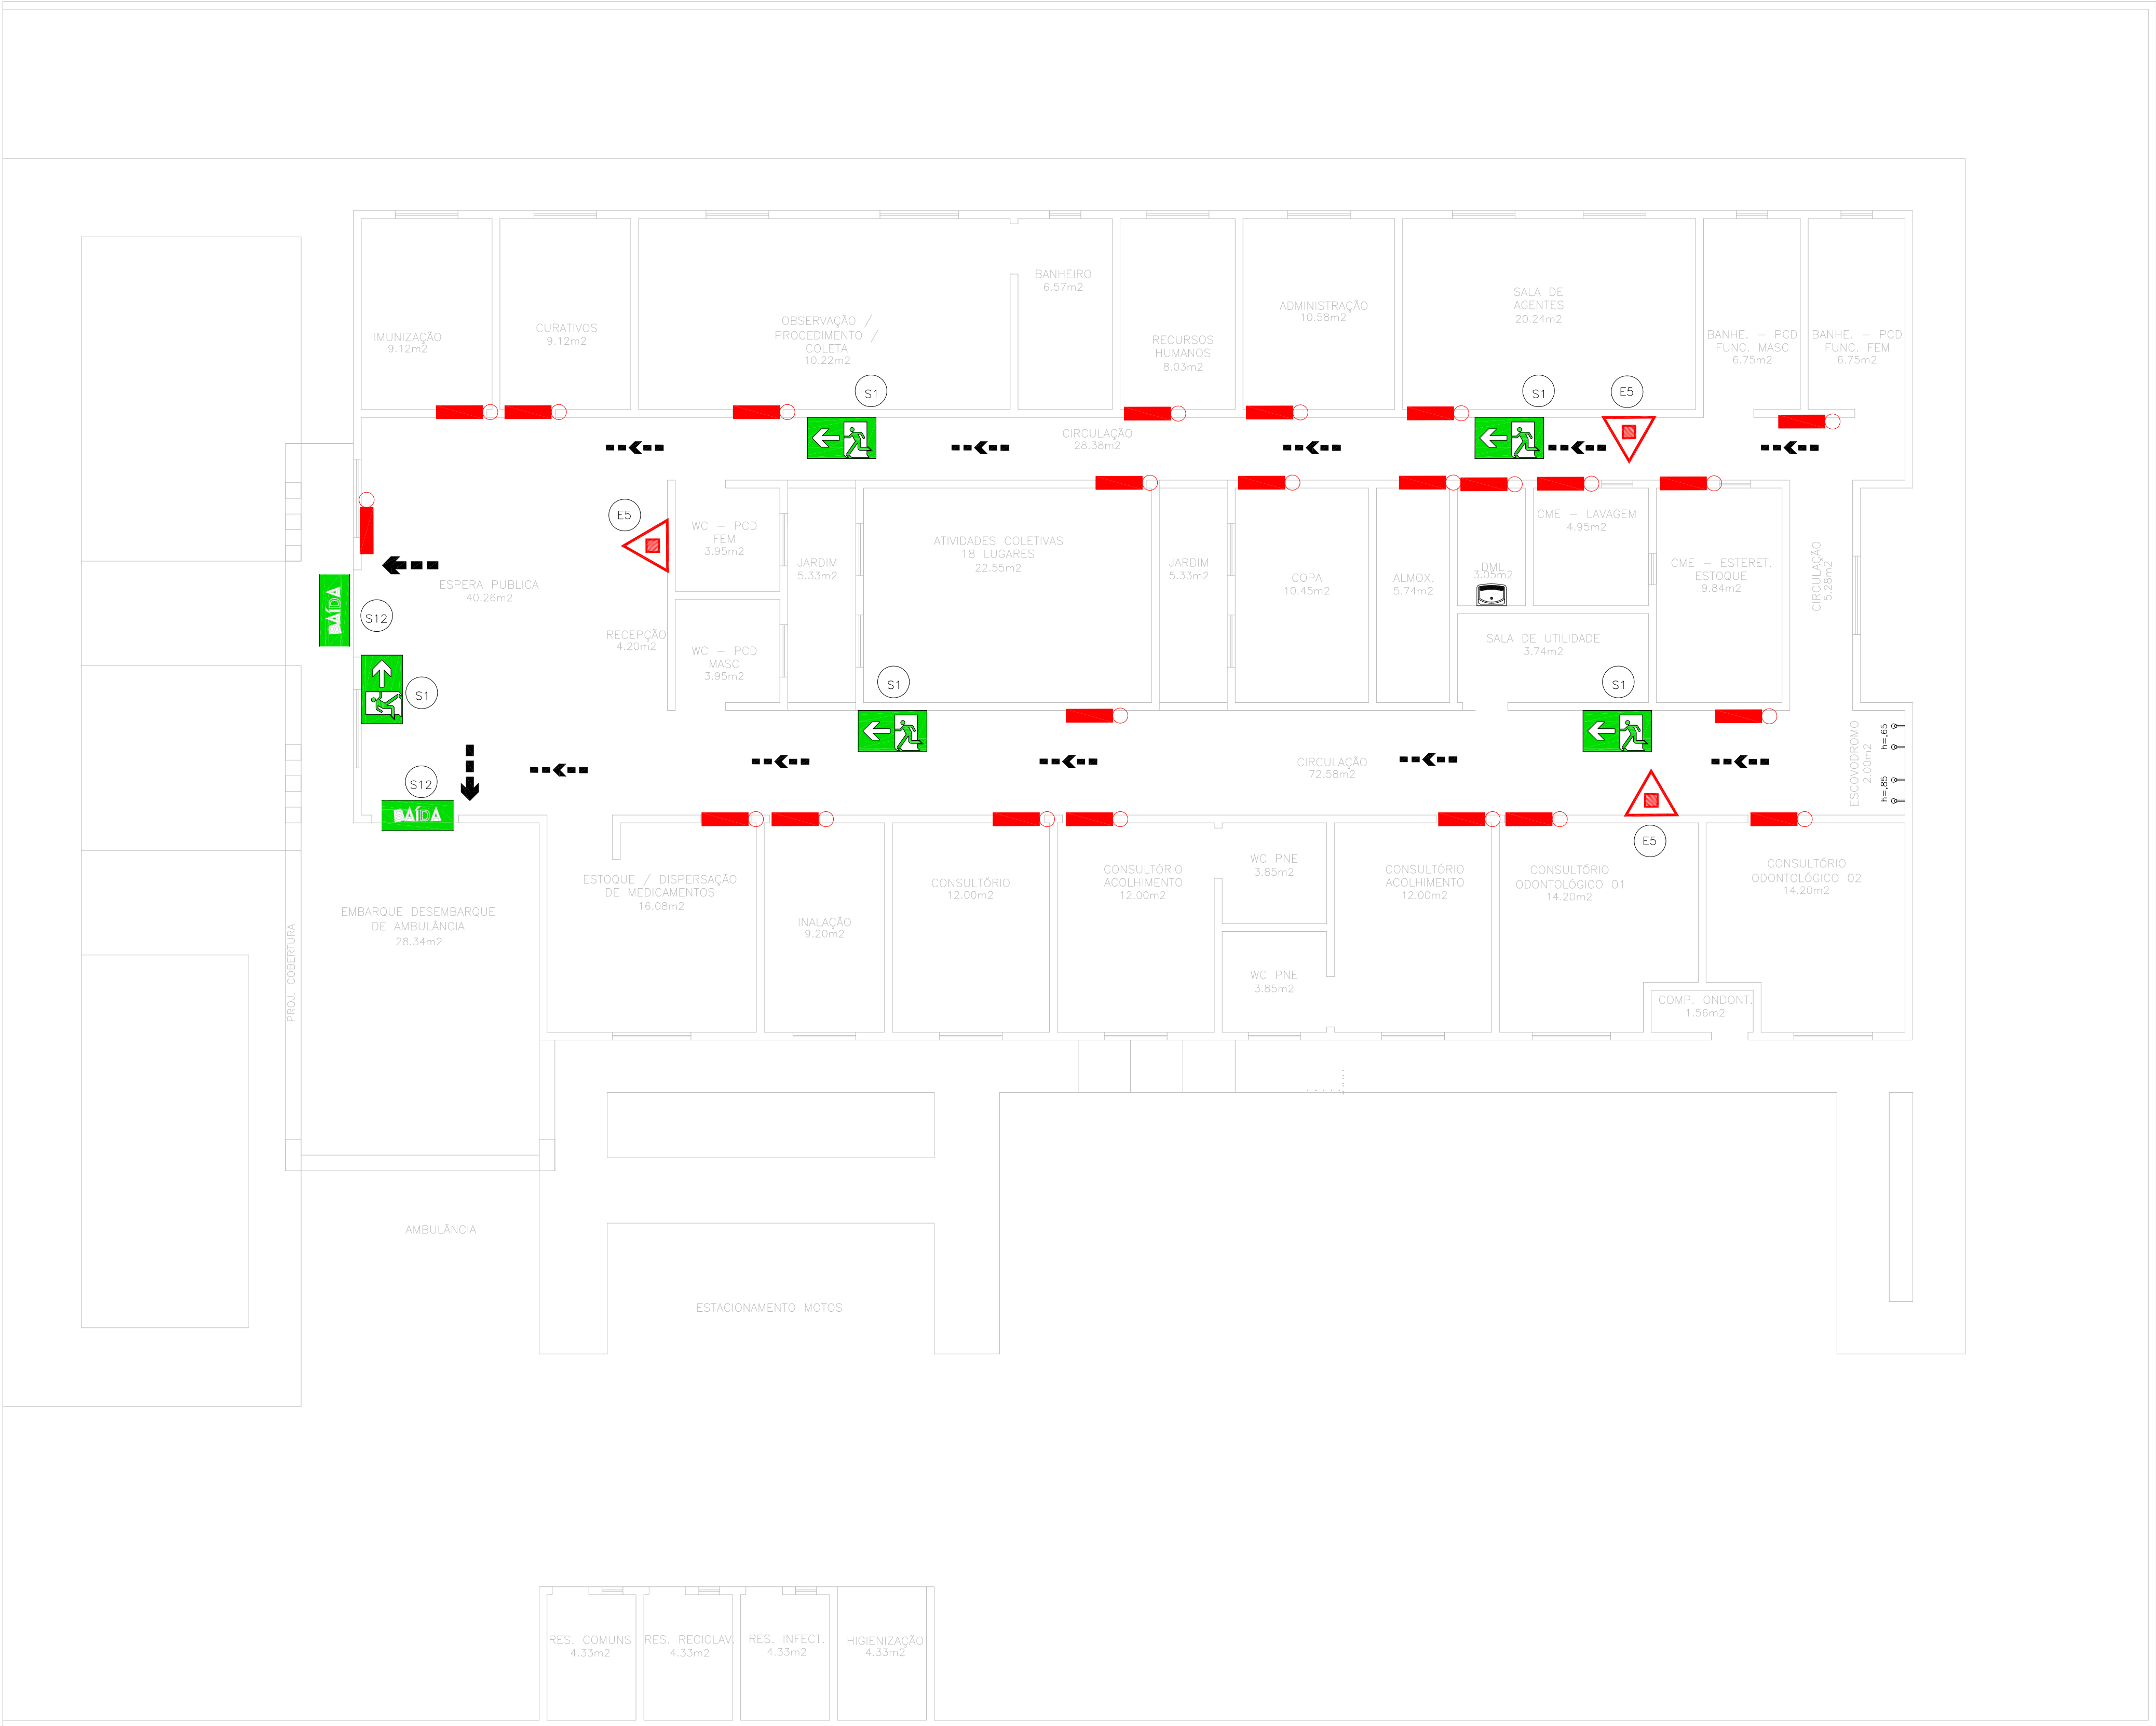 BANHEIRO
6.57m2
IMUNIZAÇÃO
9.12m2
CURATIVOS
9.12m2
OBSERVAÇÃO /
PROCEDIMENTO /
COLETA
10.22m2
RECURSOS
HUMANOS
8.03m2
ADMINISTRAÇÃO
10.58m2
SALA DE
AGENTES
20.24m2
BANHE. – PCD
FUNC. MASC
6.75m2
BANHE. – PCD
FUNC. FEM
6.75m2
S1
S1
E5
CIRCULAÇÃO
28.38m2
E5
WC – PCD
FEM
3.95m2
JARDIM
5.33m2
ATIVIDADES COLETIVAS
18 LUGARES
22.55m2
JARDIM
5.33m2
COPA
10.45m2
ALMOX.
5.74m2
DML
3.05m2
CME – LAVAGEM
4.95m2
CME – ESTERET.
ESTOQUE
9.84m2
CIRCULAÇÃO
5.28m2
ESPERA PUBLICA
40.26m2
SAÍDA
S12
RECEPÇÃO
4.20m2
WC – PCD
MASC
3.95m2
SALA DE UTILIDADE
3.74m2
S1
S1
S1
S12
SAÍDA
CIRCULAÇÃO
72.58m2
ESCOVODROMO
2.00m2
h=,65
h=,85
E5
EMBARQUE DESEMBARQUE
DE AMBULÂNCIA
28.34m2
PROJ. COBERTURA
ESTOQUE / DISPERSAÇÃO
DE MEDICAMENTOS
16.08m2
INALAÇÃO
9.20m2
CONSULTÓRIO
12.00m2
CONSULTÓRIO
ACOLHIMENTO
12.00m2
WC PNE
3.85m2
WC PNE
3.85m2
CONSULTÓRIO
ACOLHIMENTO
12.00m2
CONSULTÓRIO
ODONTOLÓGICO 01
14.20m2
CONSULTÓRIO
ODONTOLÓGICO 02
14.20m2
COMP. ONDONT.
1.56m2
AMBULÂNCIA
ESTACIONAMENTO MOTOS
RES. COMUNS
4.33m2
RES. RECICLAV.
4.33m2
RES. INFECT.
4.33m2
HIGIENIZAÇÃO
4.33m2